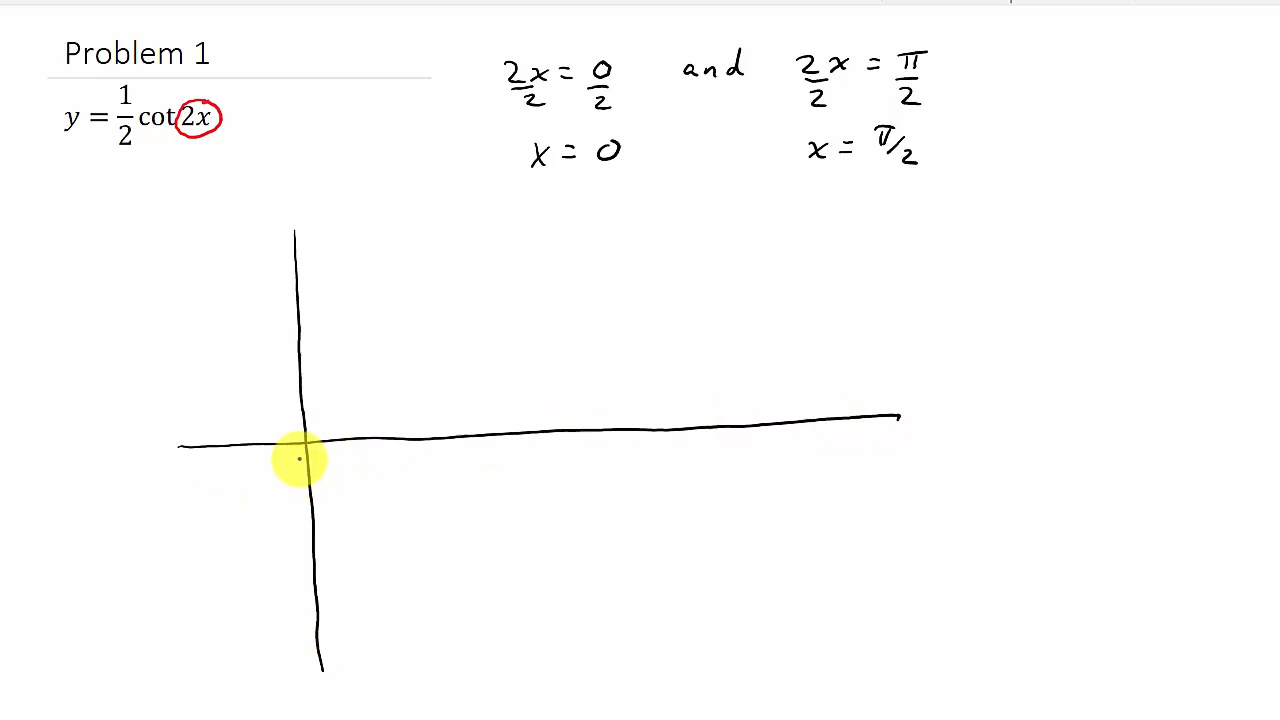 Problem 1
y = 1/2 cot 2x
2x/2 = 0/2 and 2x/2 = π/2
x = 0 x = π/2